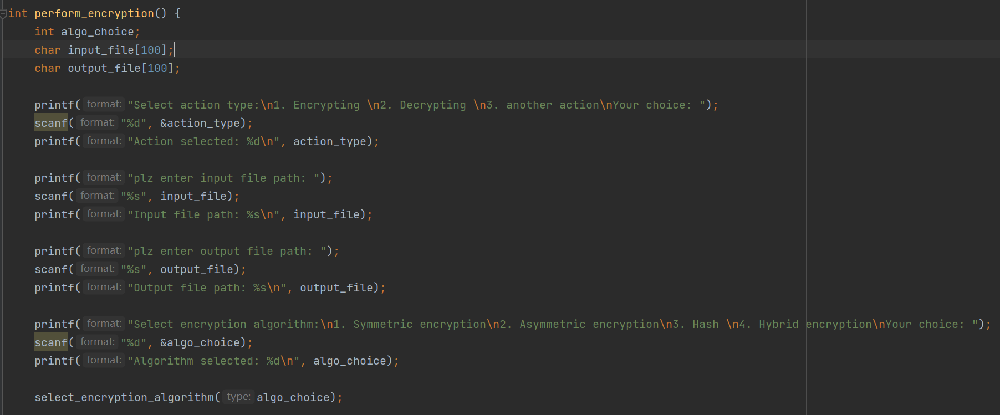 int perform_encryption() {
    int algo_choice;
    char input_file[100];
    char output_file[100];
    printf( format: "Select action type:\n1. Encrypting \n2. Decrypting \n3. another action\nYour choice: ");
    scanf( format: "%d", &action_type);
    printf( format: "Action selected: %d\n", action_type);
    printf( format: "plz enter input file path: ");
    scanf( format: "%s", input_file);
    printf( format: "Input file path: %s\n", input_file);
    printf( format: "plz enter output file path: ");
    scanf( format: "%s", output_file);
    printf( format: "Output file path: %s\n", output_file);
    printf( format: "Select encryption algorithm:\n1. Symmetric encryption\n2. Asymmetric encryption\n3. Hash \n4. Hybrid encryption\nYour choice: ");
    scanf( format: "%d", &algo_choice);
    printf( format: "Algorithm selected: %d\n", algo_choice);
    select_encryption_algorithm( type: algo_choice);